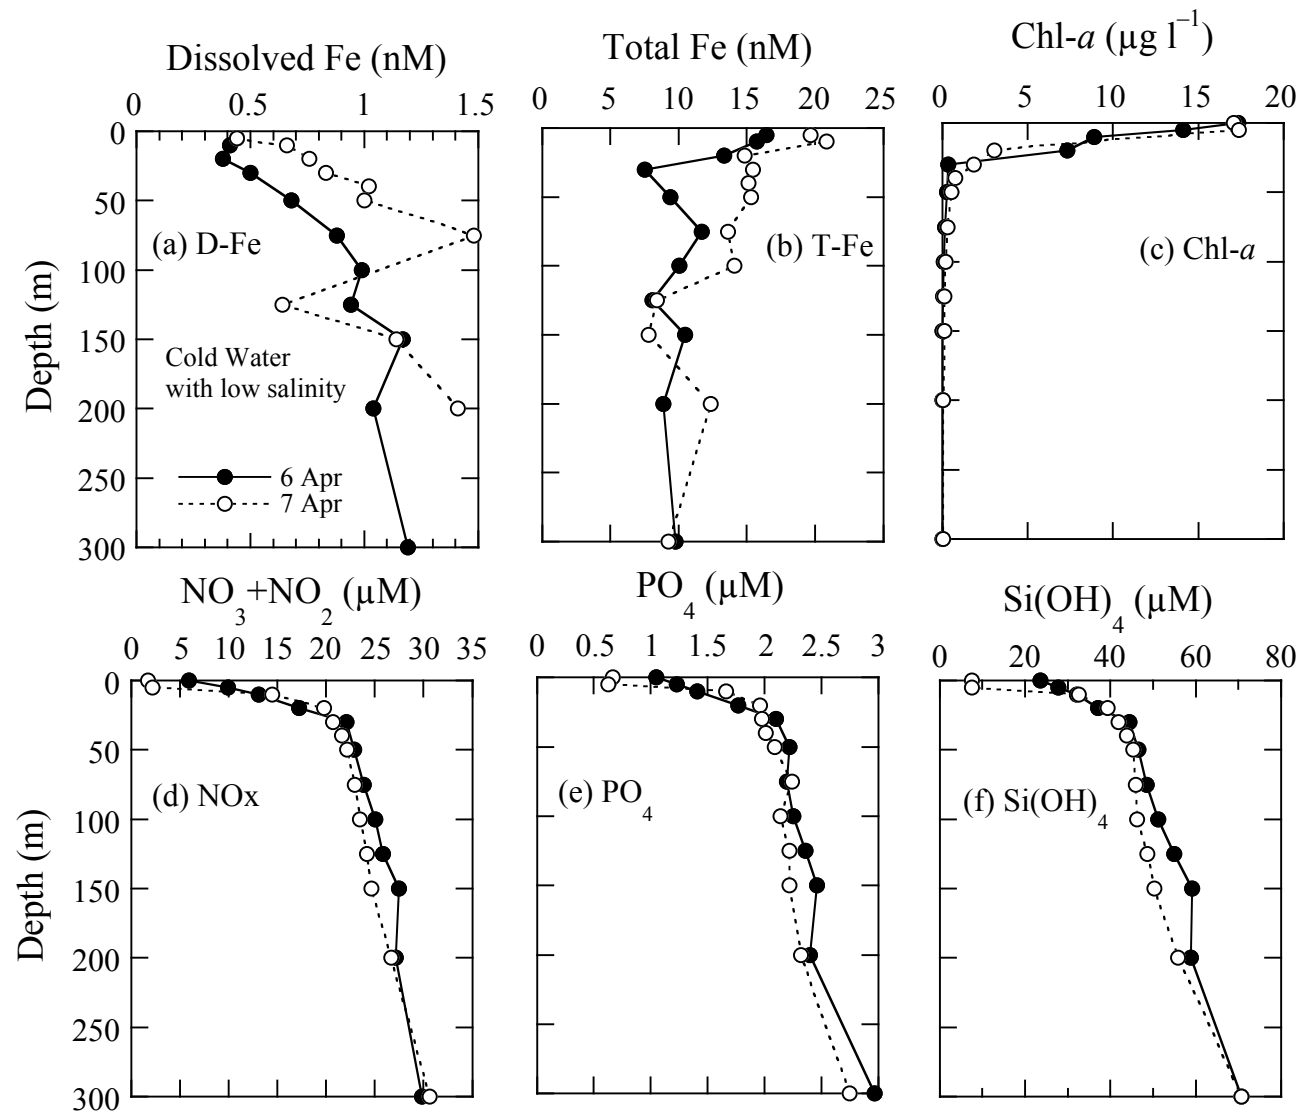 Dissolved Fe (nM)
0 0.5 1 1.5
Total Fe (nM)
0 5 10 15 20 25
Chl-a (µg l⁻¹)
0 5 10 15 20
0
50
100
150
200
250
300
Depth (m)
(a) D-Fe
Cold Water
with low salinity
6 Apr
7 Apr
(b) T-Fe
(c) Chl-a
NO₃+NO₂ (µM)
0 5 10 15 20 25 30 35
PO₄ (µM)
0 1 1.5 2 2.5 3
Si(OH)₄ (µM)
0 20 40 60 80
0
50
100
150
200
250
300
Depth (m)
(d) NOx
(e) PO₄
(f) Si(OH)₄